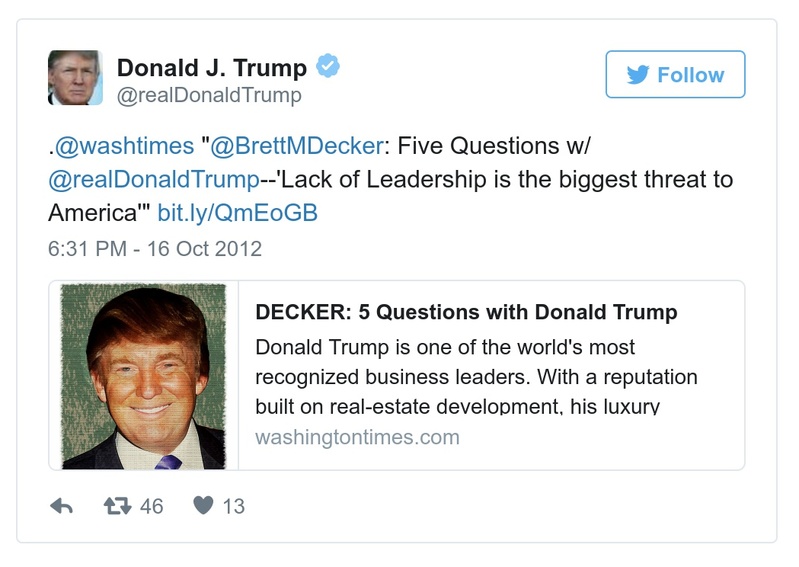 Donald J. Trump
@realDonaldTrump
Follow
.@washtimes "@BrettMDecker: Five Questions w/
@realDonaldTrump--'Lack of Leadership is the biggest threat to
America'" bit.ly/QmEoGB
6:31 PM - 16 Oct 2012
DECKER: 5 Questions with Donald Trump
Donald Trump is one of the world's most
recognized business leaders. With a reputation
built on real-estate development, his luxury
washingtontimes.com
46 13